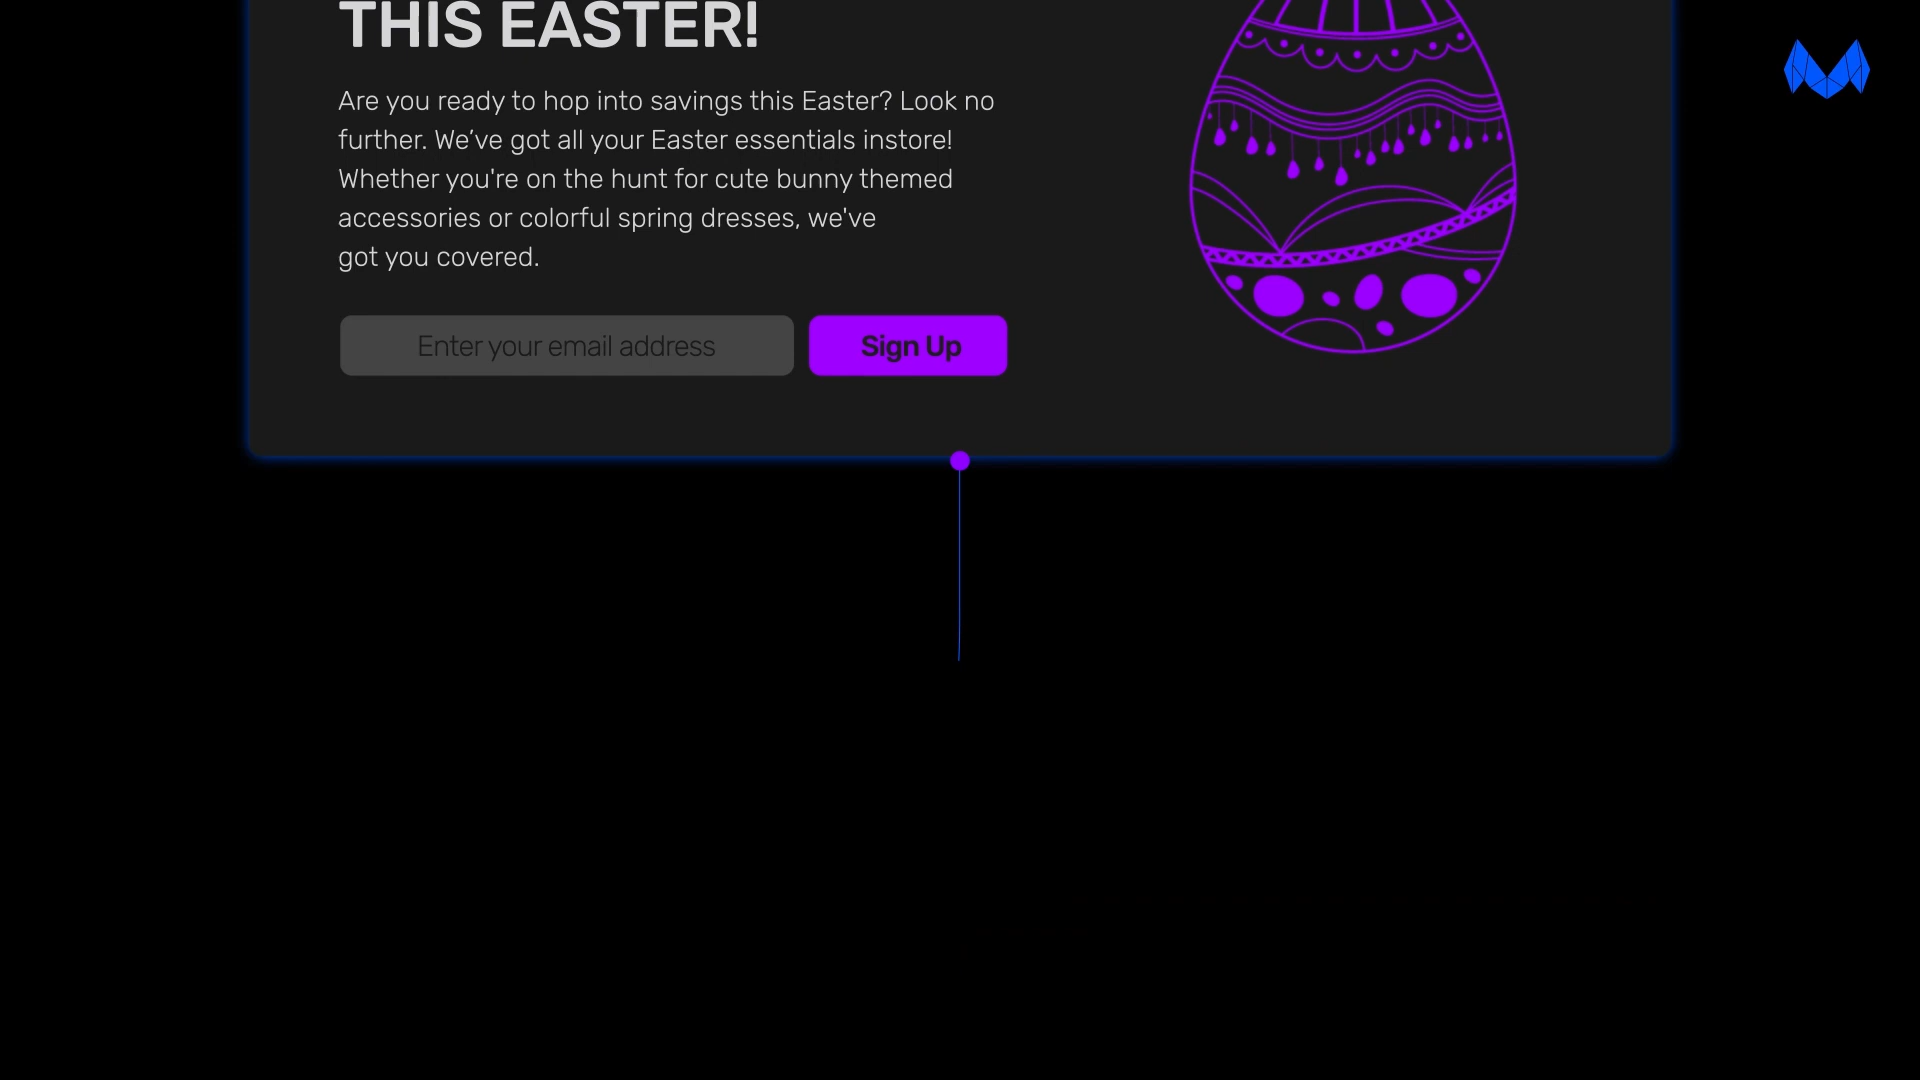 THIS EASTER!
Are you ready to hop into savings this Easter? Look no
further. We’ve got all your Easter essentials instore!
Whether you're on the hunt for cute bunny themed
accessories or colorful spring dresses, we've
got you covered.
Enter your email address
Sign Up